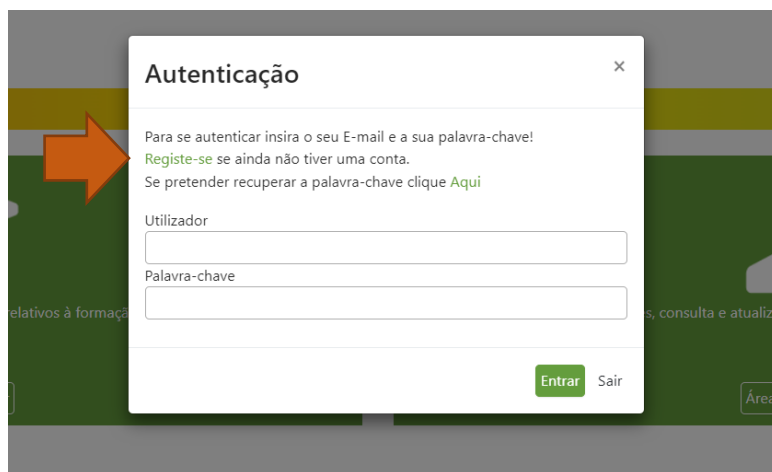 Autenticação
×
Para se autenticar insira o seu E-mail e a sua palavra-chave!
Registe-se se ainda não tiver uma conta.
Se pretender recuperar a palavra-chave clique Aqui
Utilizador
Palavra-chave
relativos à formaçã
s, consulta e atualiz
Entrar Sair
Área